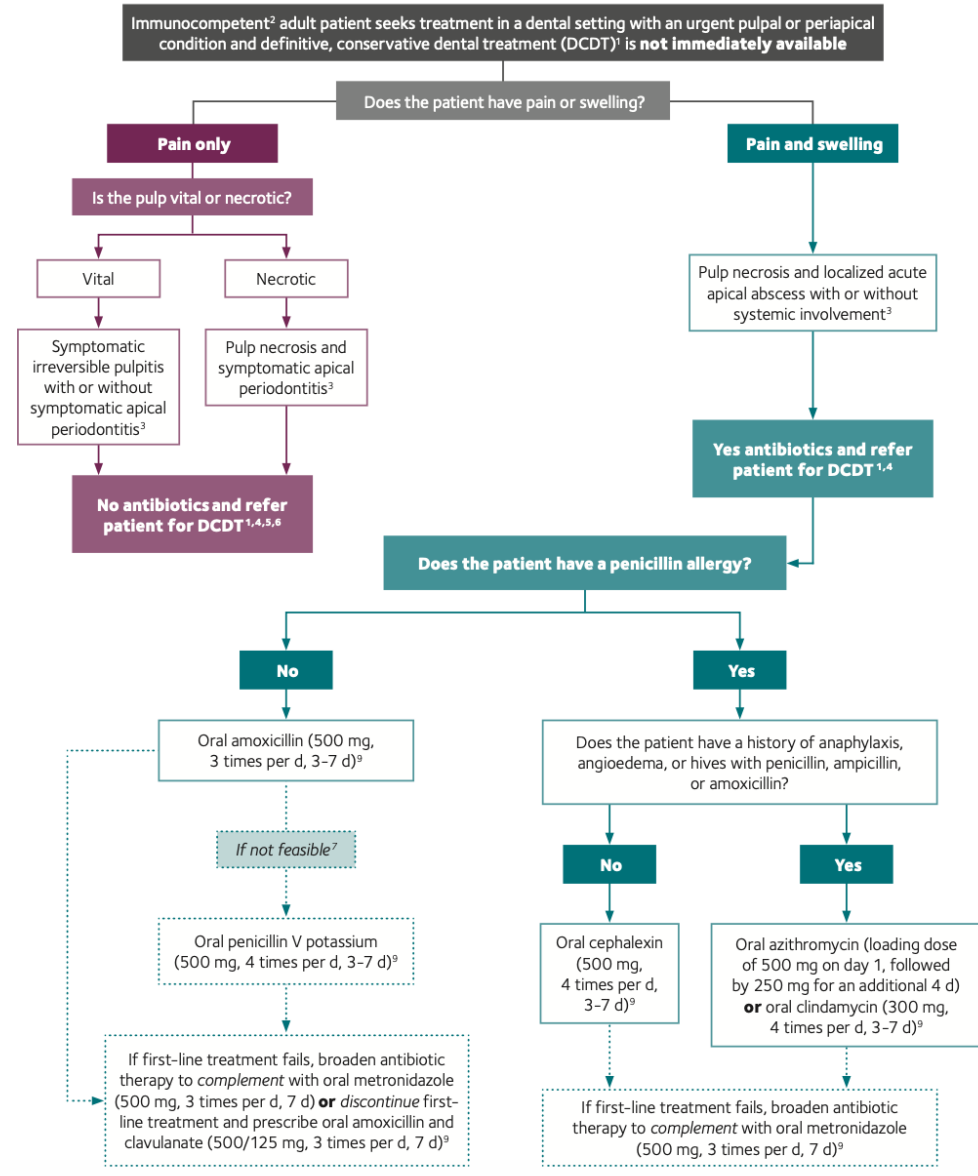 Immunocompetent² adult patient seeks treatment in a dental setting with an urgent pulpal or periapical
condition and definitive, conservative dental treatment (DCDT)¹ is not immediately available
Does the patient have pain or swelling?
Pain only
Pain and swelling
Is the pulp vital or necrotic?
Vital
Necrotic
Symptomatic
irreversible pulpitis
with or without
symptomatic apical
periodontitis³
Pulp necrosis and
symptomatic apical
periodontitis³
Pulp necrosis and localized acute
apical abscess with or without
systemic involvement³
No antibiotics and refer
patient for DCDT¹,⁴,⁵,⁶
Yes antibiotics and refer
patient for DCDT¹,⁴
Does the patient have a penicillin allergy?
No
Yes
Oral amoxicillin (500 mg,
3 times per d, 3–7 d)⁹
If not feasible⁷
Oral penicillin V potassium
(500 mg, 4 times per d, 3–7 d)⁹
If first-line treatment fails, broaden antibiotic
therapy to complement with oral metronidazole
(500 mg, 3 times per d, 7 d) or discontinue first-
line treatment and prescribe oral amoxicillin and
clavulanate (500/125 mg, 3 times per d, 7 d)⁹
Does the patient have a history of anaphylaxis,
angioedema, or hives with penicillin, ampicillin,
or amoxicillin?
No
Yes
Oral cephalexin
(500 mg,
4 times per d,
3–7 d)⁹
Oral azithromycin (loading dose
of 500 mg on day 1, followed
by 250 mg for an additional 4 d)
or oral clindamycin (300 mg,
4 times per d, 3–7 d)⁹
If first-line treatment fails, broaden antibiotic
therapy to complement with oral metronidazole
(500 mg, 3 times per d, 7 d)⁹